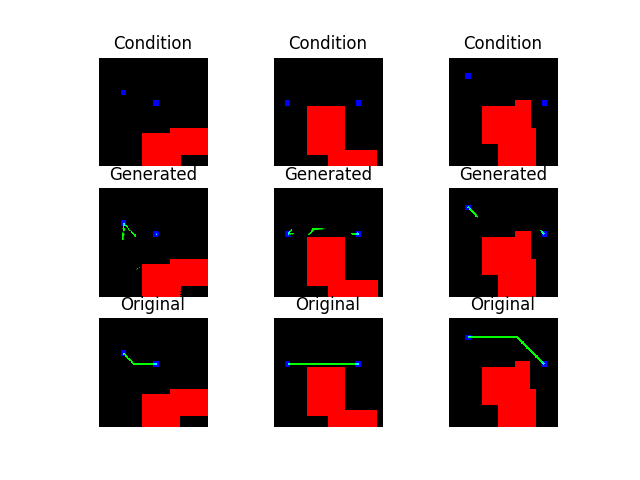 Condition Condition Condition
Generated Generated Generated
Original Original Original